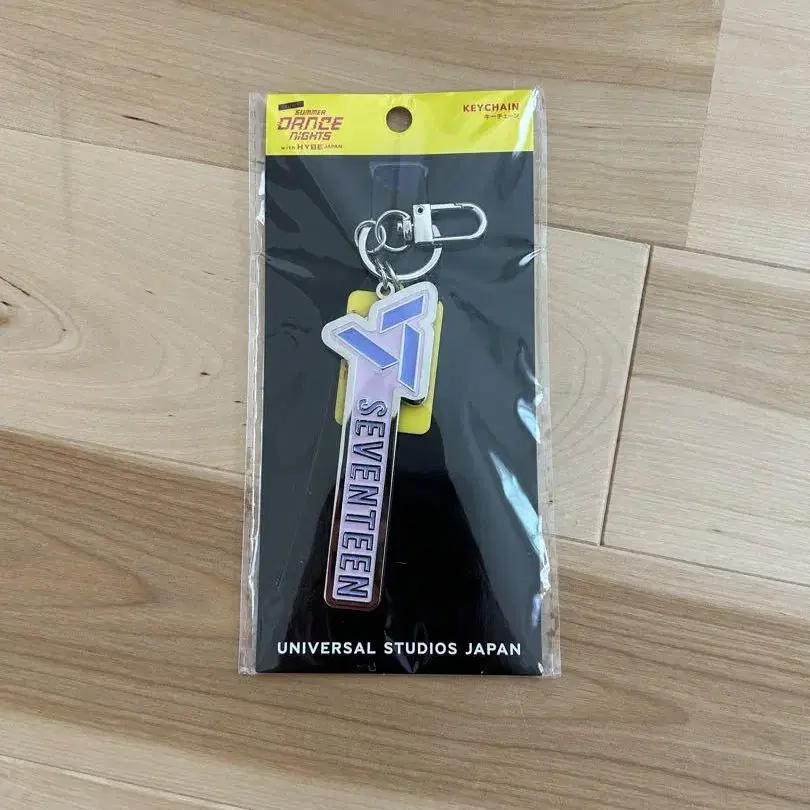 SUMMER
DANCE
NIGHTS
with HYBE JAPAN
KEYCHAIN
キーチェーン
SEVENTEEN
UNIVERSAL STUDIOS JAPAN